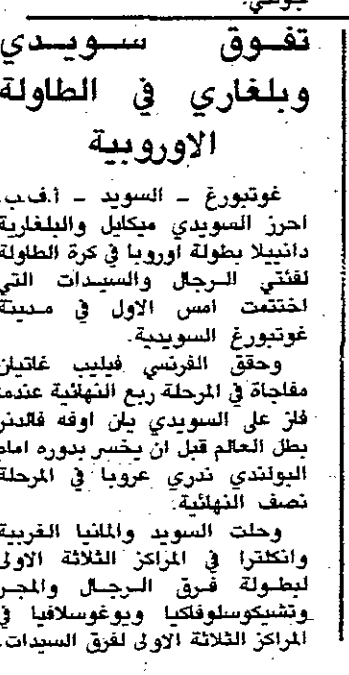 جوسي.
تفوق سويدي
وبلغاري في الطاولة
الاوروبية
غوتبورغ - السويد - أ.ف.ب.
احرز السويدي ميكايل والبلغارية
دانييلا بطولة اوروبا في كرة الطاولة
لفئتي الرجال والسيدات التي
اختتمت امس الاول في مدينة
غوتبورغ السويدية.
وحقق الفرنسي فيليب غاتيان
مفاجاة في المرحلة ربع النهائية عندما
فاز على السويدي يان اوفه فالدنر
بطل العالم قبل ان يخسر بدوره امام
البولندي ندري عروبا في المرحلة
نصف النهائية.
وحلت السويد والمانيا الغربية
وانكلترا في المراكز الثلاثة الاولى
لبطولة فرق الرجال والمجر
وتشيكوسلوفاكيا ويوغوسلافيا في
المراكز الثلاثة الاولى لفرق السيدات.